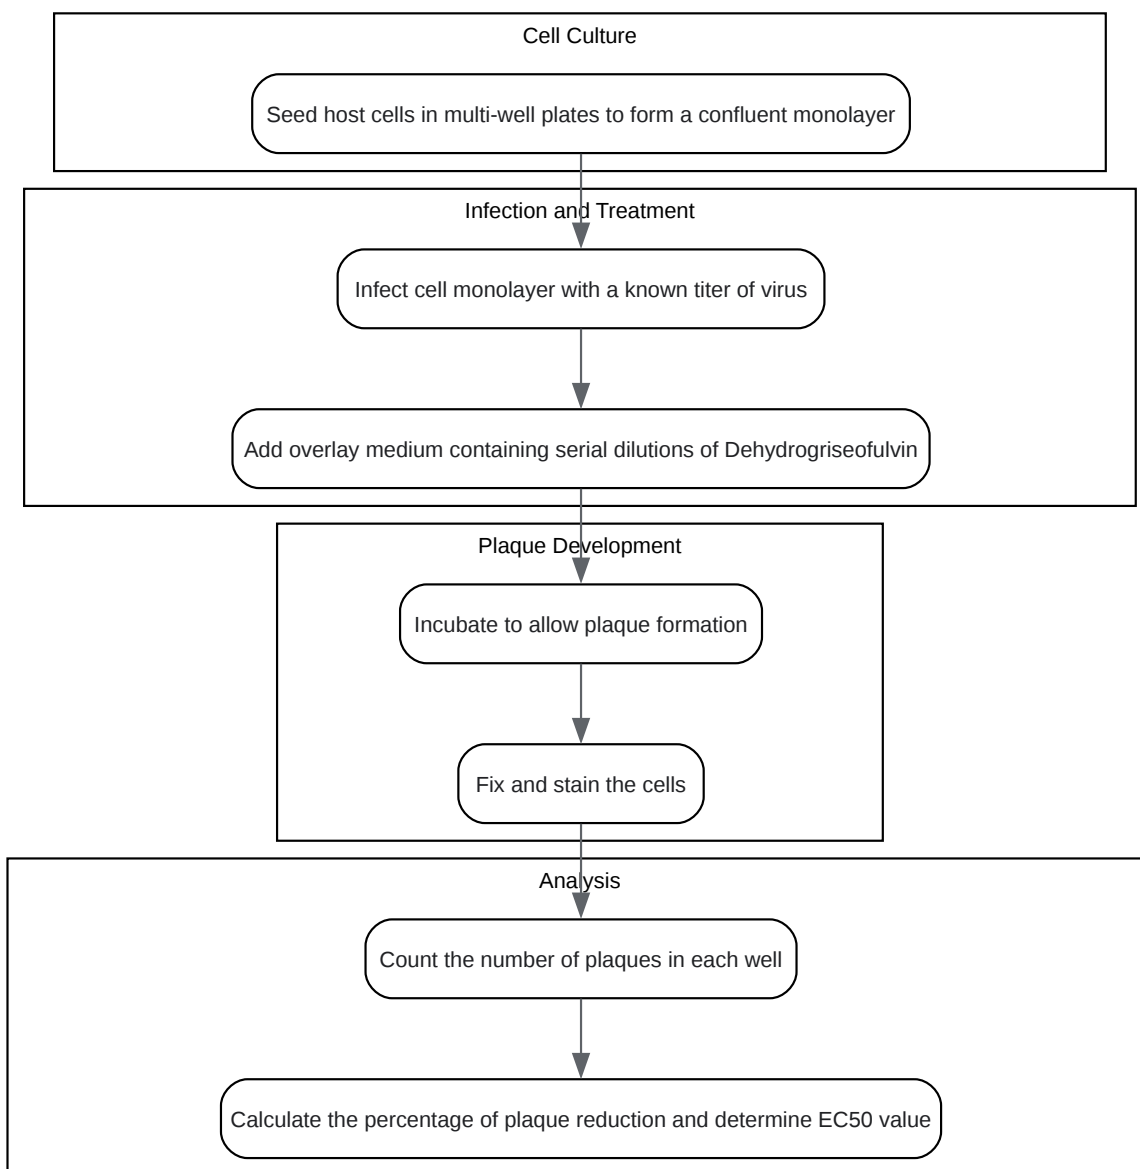 Cell Culture
Seed host cells in multi-well plates to form a confluent monolayer
Infection and Treatment
Infect cell monolayer with a known titer of virus
Add overlay medium containing serial dilutions of Dehydrogriseofulvin
Plaque Development
Incubate to allow plaque formation
Fix and stain the cells
Analysis
Count the number of plaques in each well
Calculate the percentage of plaque reduction and determine EC50 value